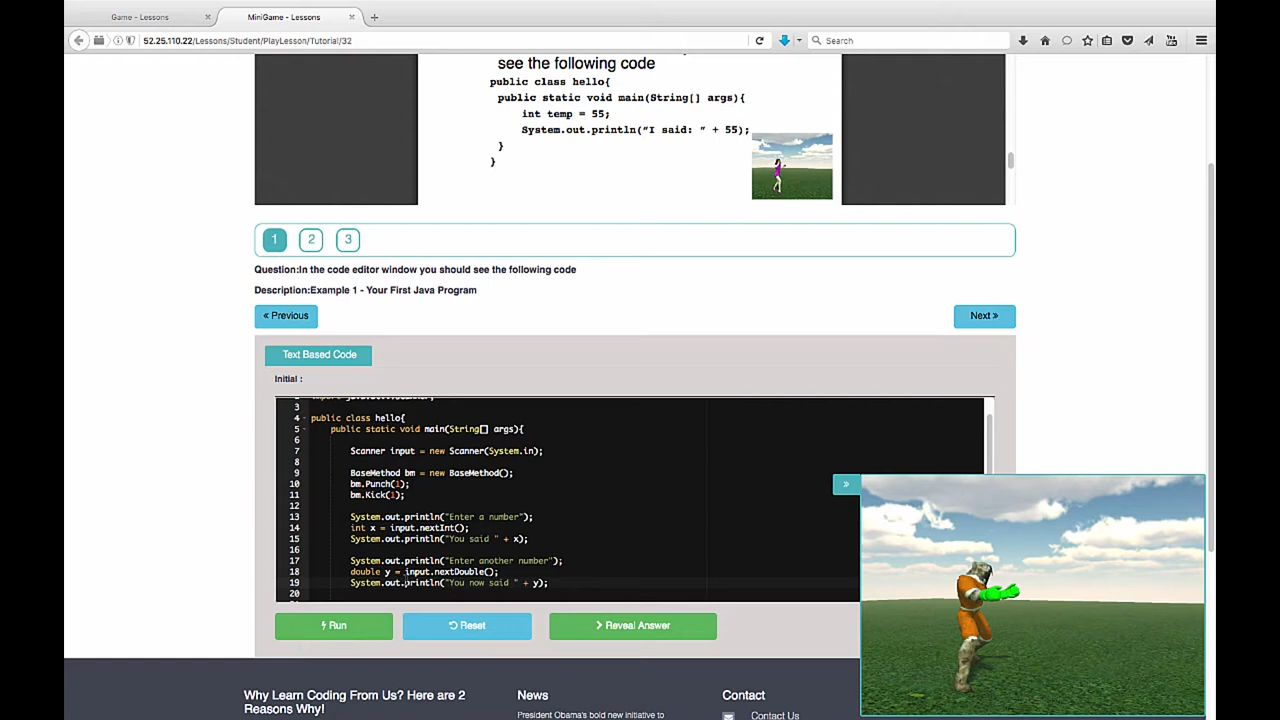 Game - Lessons
MiniGame - Lessons
52.25.110.22/Lessons/Student/PlayLesson/Tutorial/32
Search
see the following code
public class hello{
public static void main(String[] args){
int temp = 55;
System.out.println("I said: " + 55);
}
}
1 2 3
Question:In the code editor window you should see the following code
Description:Example 1 - Your First Java Program
« Previous
Next »
Text Based Code
Initial :
3
4 public class hello{
5 public static void main(String[] args){
6
7 Scanner input = new Scanner(System.in);
8
9 BaseMethod bm = new BaseMethod();
10 bm.Punch(1);
11 bm.Kick(1);
12
13 System.out.println("Enter a number");
14 int x = input.nextInt();
15 System.out.println("You said " + x);
16
17 System.out.println("Enter another number");
18 double y = input.nextDouble();
19 System.out.println("You now said " + y);
20
»
Run
Reset
Reveal Answer
Why Learn Coding From Us? Here are 2
Reasons Why!
News
President Obama's bold new initiative to
Contact
Contact Us